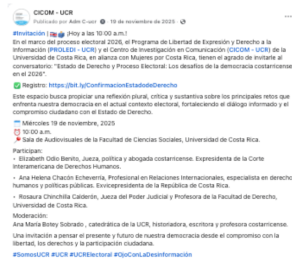 CICOM - UCR
Publicado por Adm C-ucr · 19 de noviembre de 2025 ·
#Invitación | ¡Hoy a las 10:00 a.m.!
En el marco del proceso electoral 2026, el Programa de Libertad de Expresión y Derecho a la
Información (PROLEDI - UCR) y el Centro de Investigación en Comunicación (CICOM - UCR) de la
Universidad de Costa Rica, en alianza con Mujeres por Costa Rica, tienen el agrado de invitarle al
conversatorio: "Estado de Derecho y Proceso Electoral: Los desafíos de la democracia costarricense
en el 2026".
✅ Registro: https://bit.ly/ConfirmacionEstadodeDerecho
Este espacio busca propiciar una reflexión plural, crítica y sustantiva sobre los principales retos que
enfrenta nuestra democracia en el actual contexto electoral, fortaleciendo el diálogo informado y el
compromiso ciudadano con el Estado de Derecho.
Miércoles 19 de noviembre, 2025
10:00 a.m.
Sala de Audiovisuales de la Facultad de Ciencias Sociales, Universidad de Costa Rica.
Participan:
- Elizabeth Odio Benito, Jueza, política y abogada costarricense. Expresidenta de la Corte
Interamericana de Derechos Humanos.
- Ana Helena Chacón Echeverría, Profesional en Relaciones Internacionales, especialista en derechos
humanos y políticas públicas. Exvicepresidenta de la República de Costa Rica.
- Rosaura Chinchilla Calderón, Jueza del Poder Judicial y Profesora de la Facultad de Derecho,
Universidad de Costa Rica.
Moderación:
Ana María Botey Sobrado , catedrática de la UCR, historiadora, escritora y profesora costarricense.
Una invitación a pensar el presente y futuro de nuestra democracia desde el compromiso con la
libertad, los derechos y la participación ciudadana.
#SomosUCR #UCR #UCRElectoral #OjoConLaDesinformación